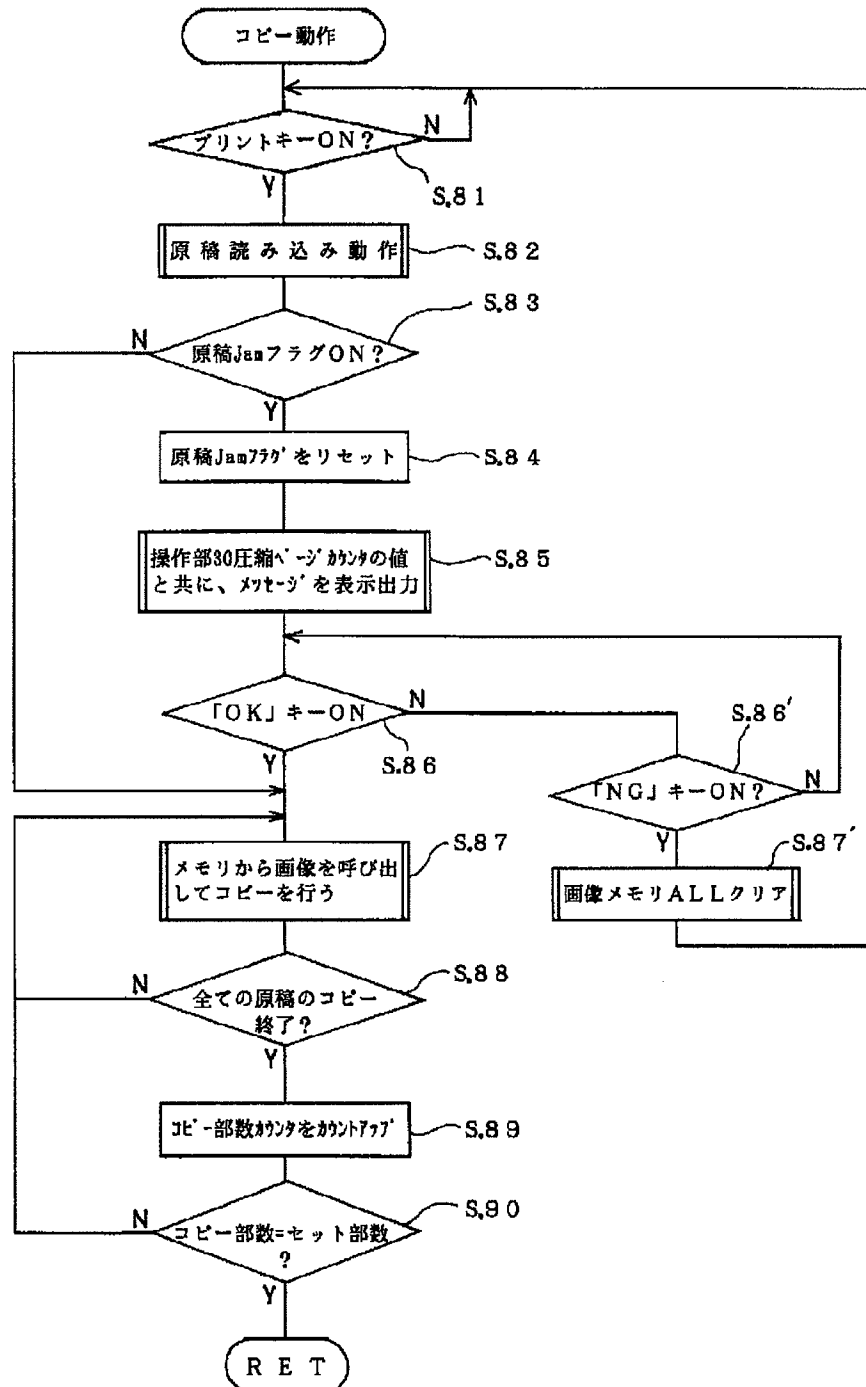 コピー動作
プリントキーON?
N
Y
S.81
原稿読み込み動作
S.82
S.83
N
原稿JamフラグON?
Y
原稿Jamフラグをリセット
S.84
操作部30圧縮ページカウンタの値
と共に、メッセージを表示出力
S.85
「OK」キーON
N
S.86
Y
S.86′
「NG」キーON?
N
Y
S.87′
画像メモリALLクリア
S.87
メモリから画像を呼び出
してコピーを行う
S.88
N
全ての原稿のコピー
終了?
Y
コピー部数カウンタをカウントアップ
S.89
S.90
N
コピー部数=セット部数
?
Y
RET